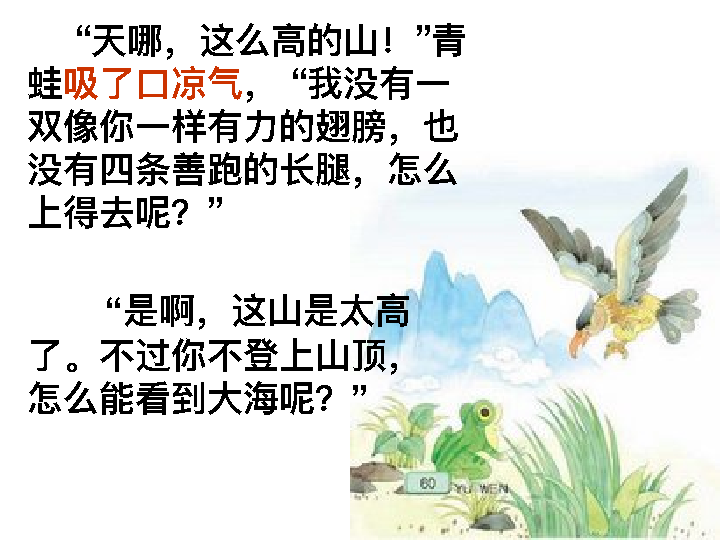 “天哪，这么高的山！”青
蛙吸了口凉气，“我没有一
双像你一样有力的翅膀，也
没有四条善跑的长腿，怎么
上得去呢？”
“是啊，这山是太高
了。不过你不登上山顶，
怎么能看到大海呢？”
60
YU WEN